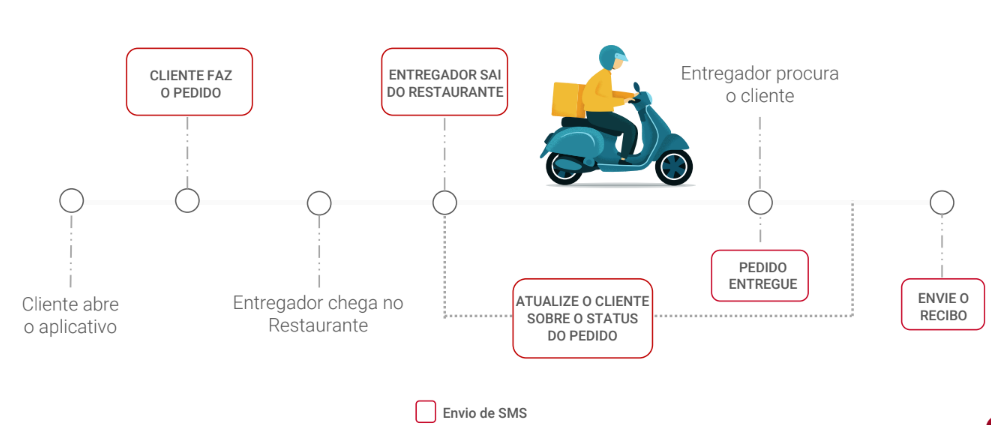 CLIENTE FAZ
O PEDIDO
ENTREGADOR SAI
DO RESTAURANTE
Entregador procura
o cliente
Cliente abre
o aplicativo
Entregador chega no
Restaurante
ATUALIZE O CLIENTE
SOBRE O STATUS
DO PEDIDO
PEDIDO
ENTREGUE
ENVIE O
RECIBO
Envio de SMS